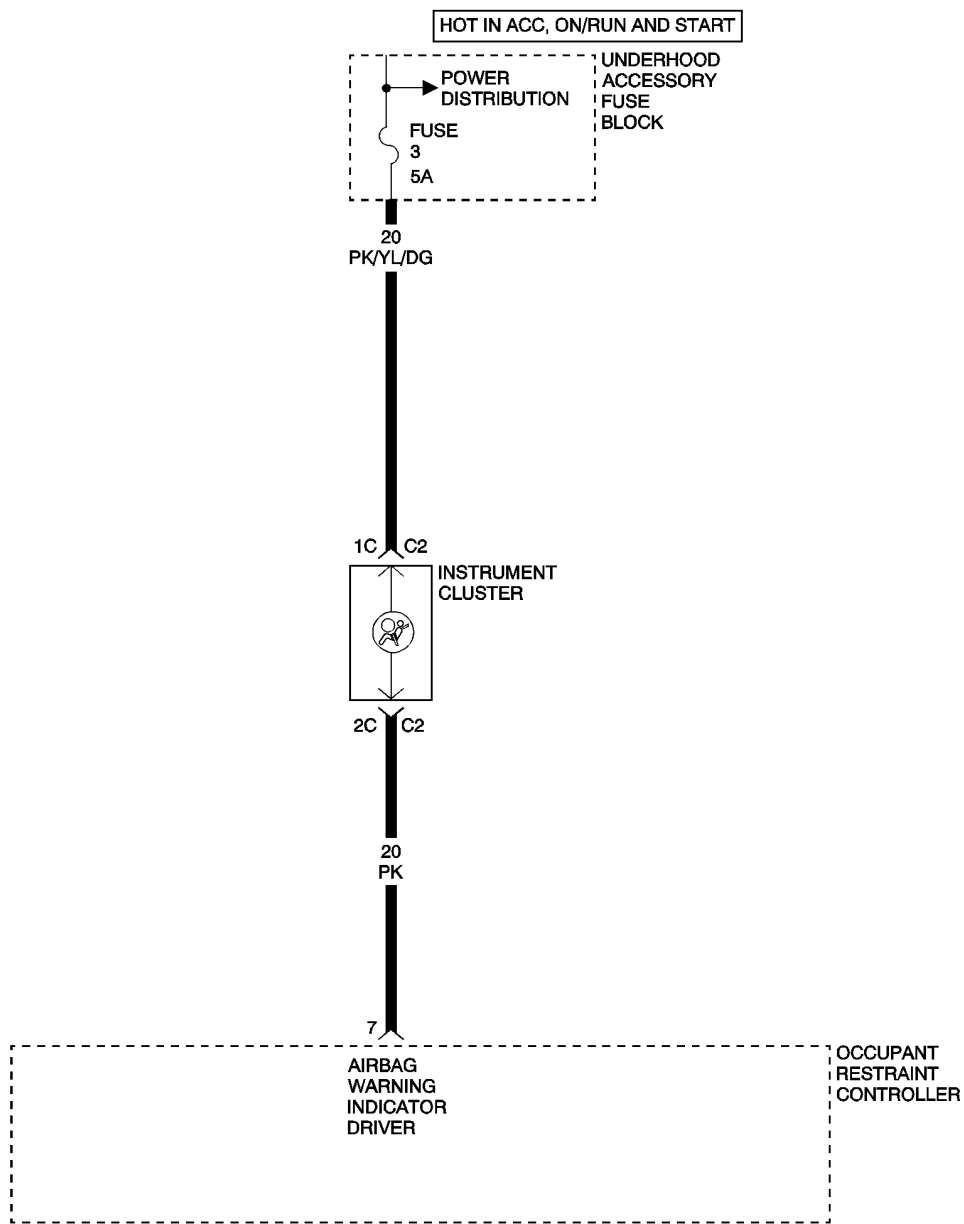 HOT IN ACC, ON/RUN AND START
UNDERHOOD
ACCESSORY
FUSE
BLOCK
POWER
DISTRIBUTION
FUSE
3
5A
20
PK/YL/DG
1C C2
INSTRUMENT
CLUSTER
2C C2
20
PK
7
AIRBAG
WARNING
INDICATOR
DRIVER
OCCUPANT
RESTRAINT
CONTROLLER